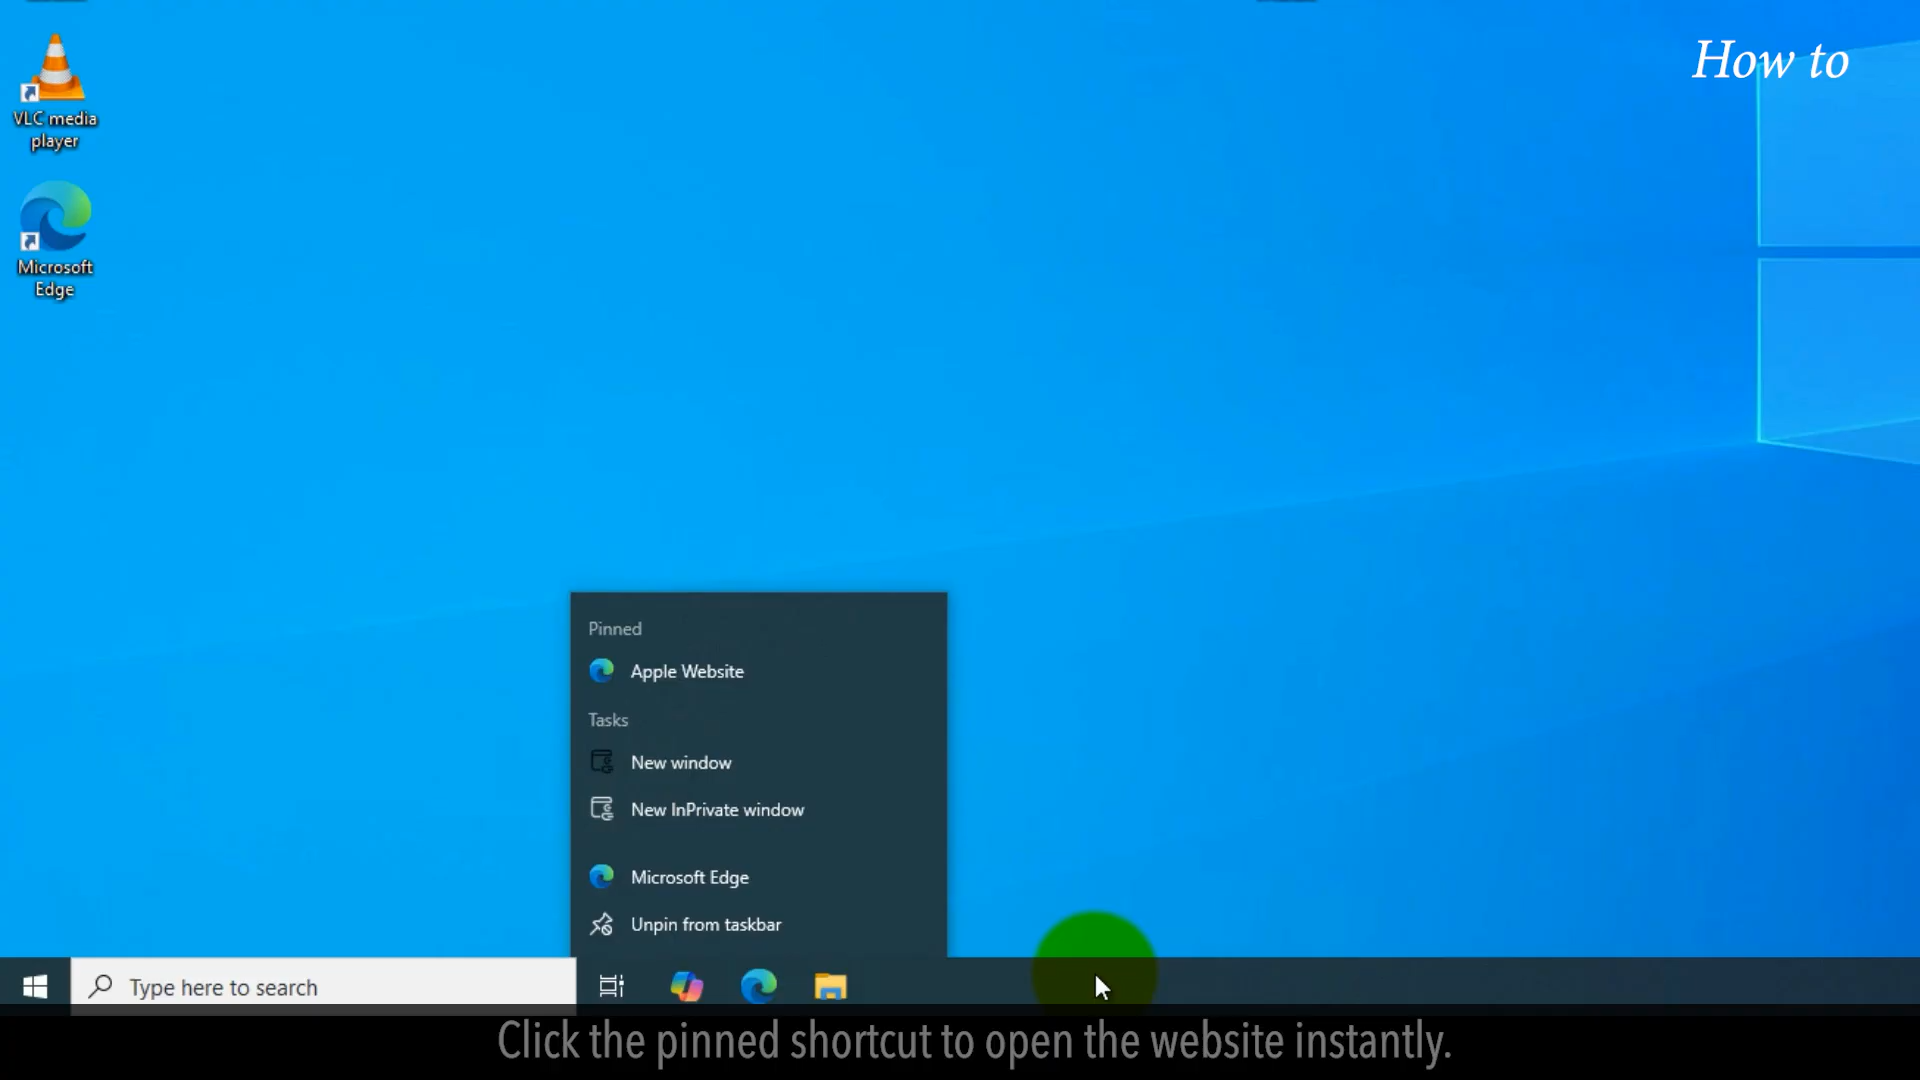 How to
VLC media
player
Microsoft
Edge
Pinned
Apple Website
Tasks
New window
New InPrivate window
Microsoft Edge
Unpin from taskbar
Type here to search
Click the pinned shortcut to open the website instantly.